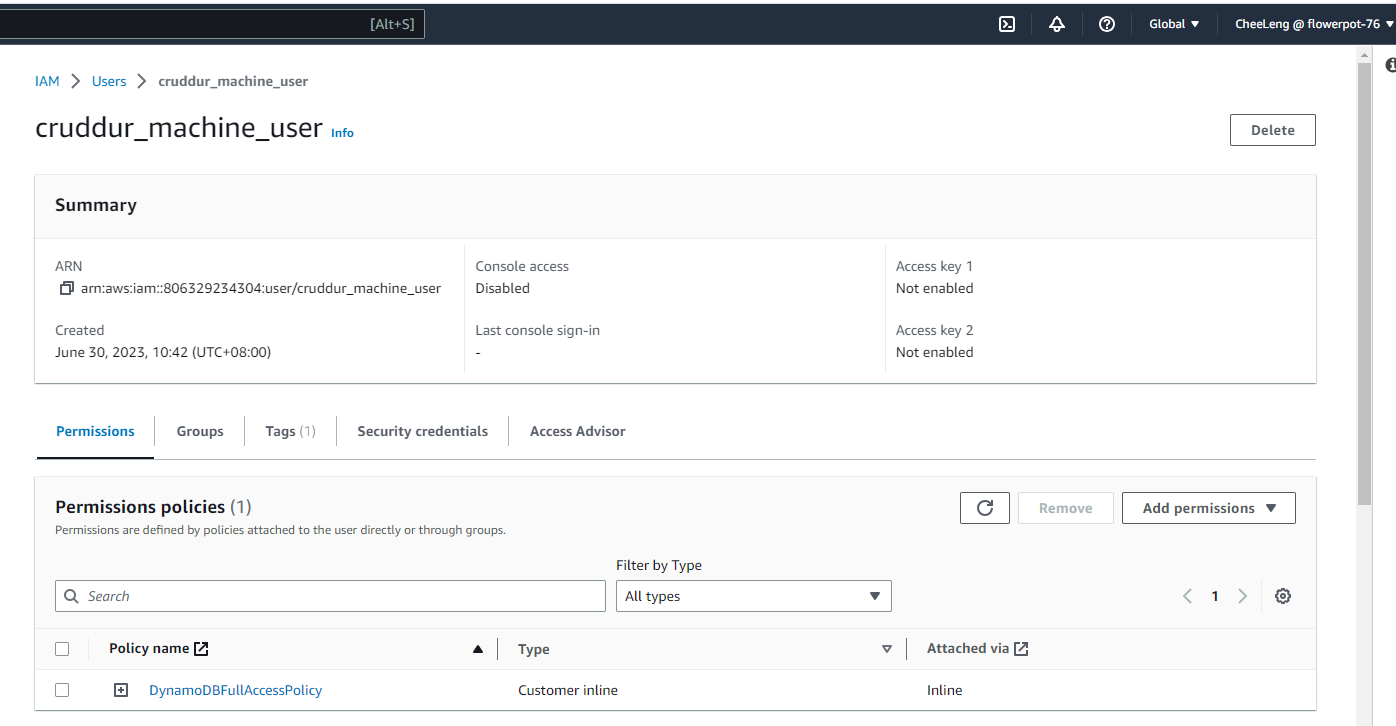 [Alt+S] Global CheeLeng @ flowerpot-76
IAM Users cruddur_machine_user
cruddur_machine_user Info Delete
Summary
ARN Console access Access key 1
arn:aws:iam::806329234304:user/cruddur_machine_user Disabled Not enabled
Created Last console sign-in Access key 2
June 30, 2023, 10:42 (UTC+08:00) - Not enabled
Permissions Groups Tags (1) Security credentials Access Advisor
Permissions policies (1) Remove Add permissions
Permissions are defined by policies attached to the user directly or through groups.
Filter by Type
Search All types 1
Policy name Type Attached via
DynamoDBFullAccessPolicy Customer inline Inline